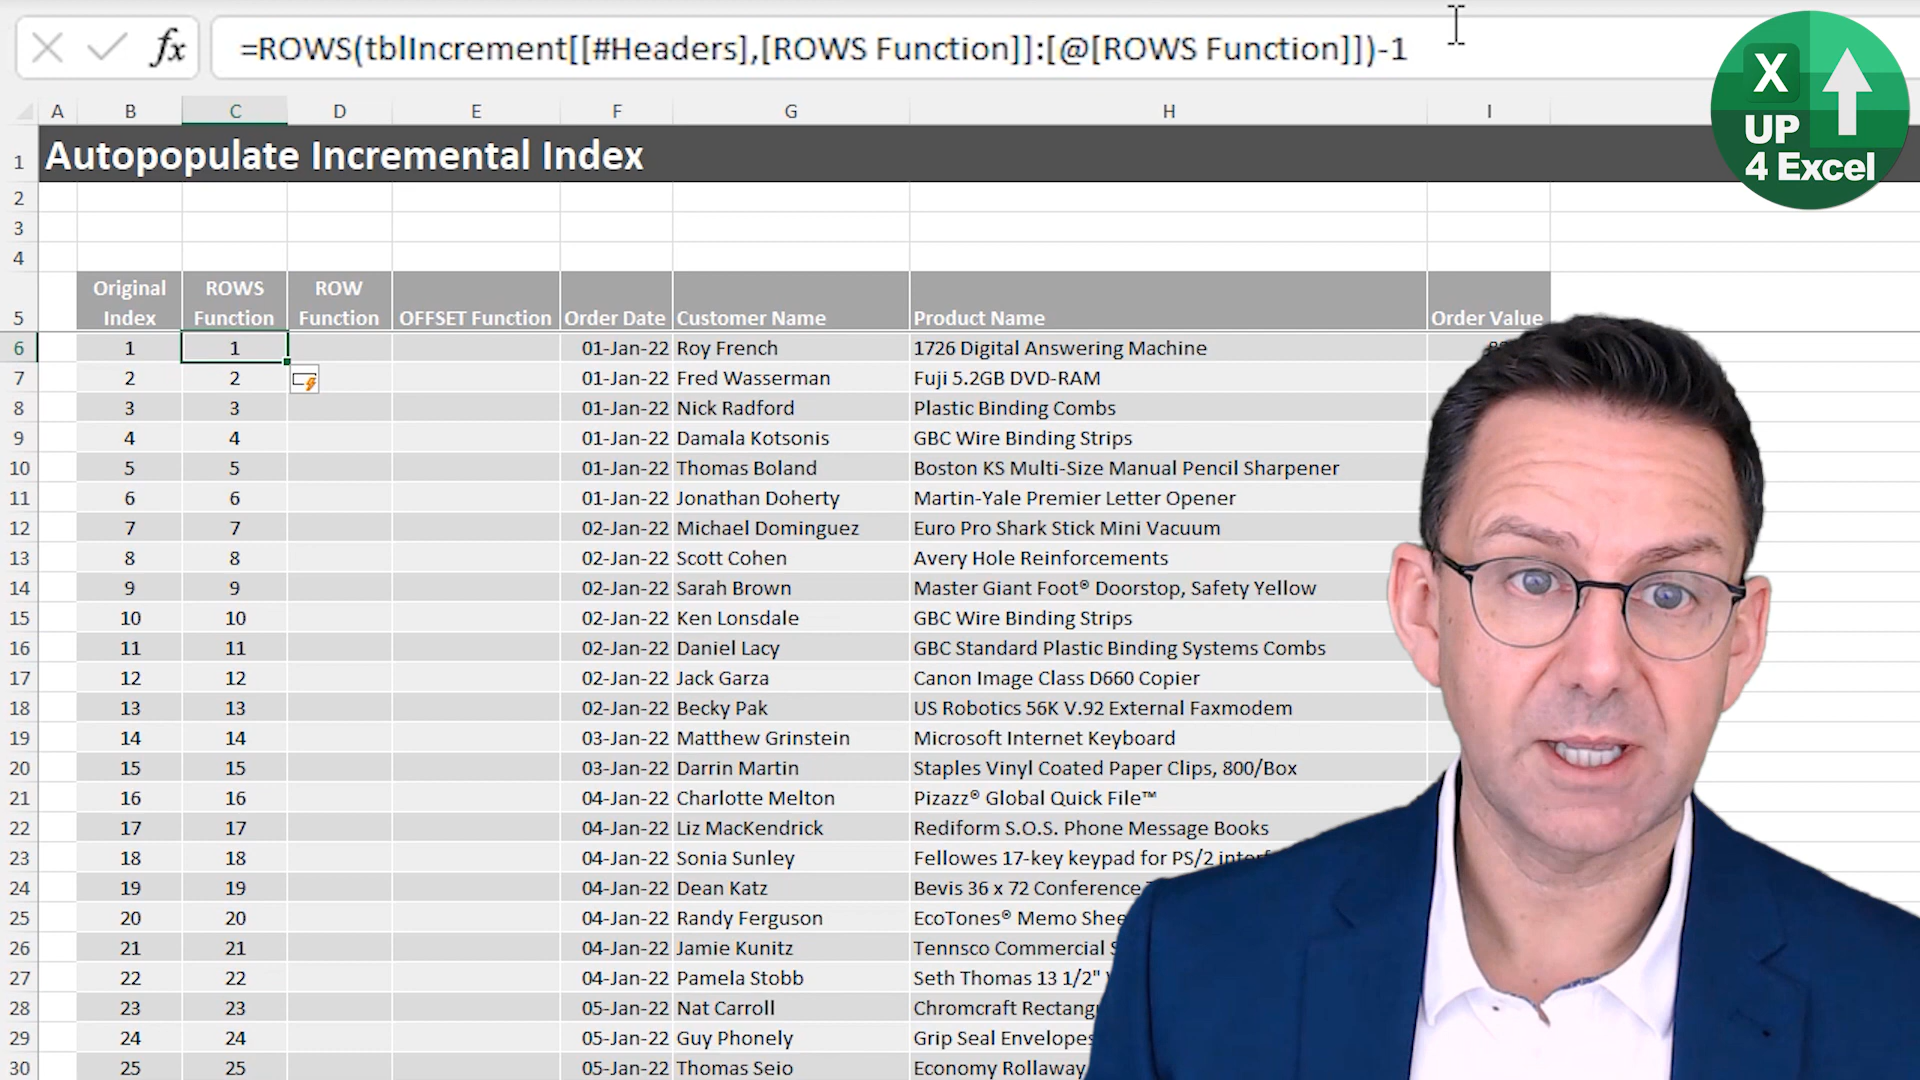 fx =ROWS(tblIncrement[[#Headers],[ROWS Function]]:[@[ROWS Function]])-1
X
UP
4 Excel
A B C D E F G H I
1 Autopopulate Incremental Index
2
3
4
5 Original Index ROWS Function ROW Function OFFSET Function Order Date Customer Name Product Name Order Value
6 1 1 01-Jan-22 Roy French 1726 Digital Answering Machine
7 2 2 01-Jan-22 Fred Wasserman Fuji 5.2GB DVD-RAM
8 3 3 01-Jan-22 Nick Radford Plastic Binding Combs
9 4 4 01-Jan-22 Damala Kotsonis GBC Wire Binding Strips
10 5 5 01-Jan-22 Thomas Boland Boston KS Multi-Size Manual Pencil Sharpener
11 6 6 01-Jan-22 Jonathan Doherty Martin-Yale Premier Letter Opener
12 7 7 02-Jan-22 Michael Dominguez Euro Pro Shark Stick Mini Vacuum
13 8 8 02-Jan-22 Scott Cohen Avery Hole Reinforcements
14 9 9 02-Jan-22 Sarah Brown Master Giant Foot® Doorstop, Safety Yellow
15 10 10 02-Jan-22 Ken Lonsdale GBC Wire Binding Strips
16 11 11 02-Jan-22 Daniel Lacy GBC Standard Plastic Binding Systems Combs
17 12 12 02-Jan-22 Jack Garza Canon Image Class D660 Copier
18 13 13 02-Jan-22 Becky Pak US Robotics 56K V.92 External Faxmodem
19 14 14 03-Jan-22 Matthew Grinstein Microsoft Internet Keyboard
20 15 15 03-Jan-22 Darrin Martin Staples Vinyl Coated Paper Clips, 800/Box
21 16 16 04-Jan-22 Charlotte Melton Pizazz® Global Quick File™
22 17 17 04-Jan-22 Liz MacKendrick Rediform S.O.S. Phone Message Books
23 18 18 04-Jan-22 Sonia Sunley Fellowes 17-key keypad for PS/2
24 19 19 04-Jan-22 Dean Katz Bevis 36 x 72 Conference
25 20 20 04-Jan-22 Randy Ferguson EcoTones® Memo
26 21 21 04-Jan-22 Jamie Kunitz Tennsco Commercial
27 22 22 04-Jan-22 Pamela Stobb Seth Thomas 13 1/2"
28 23 23 05-Jan-22 Nat Carroll Chromcraft
29 24 24 05-Jan-22 Guy Phonely Grip Seal Envelopes
30 25 25 05-Jan-22 Thomas Seio Economy Rollaway